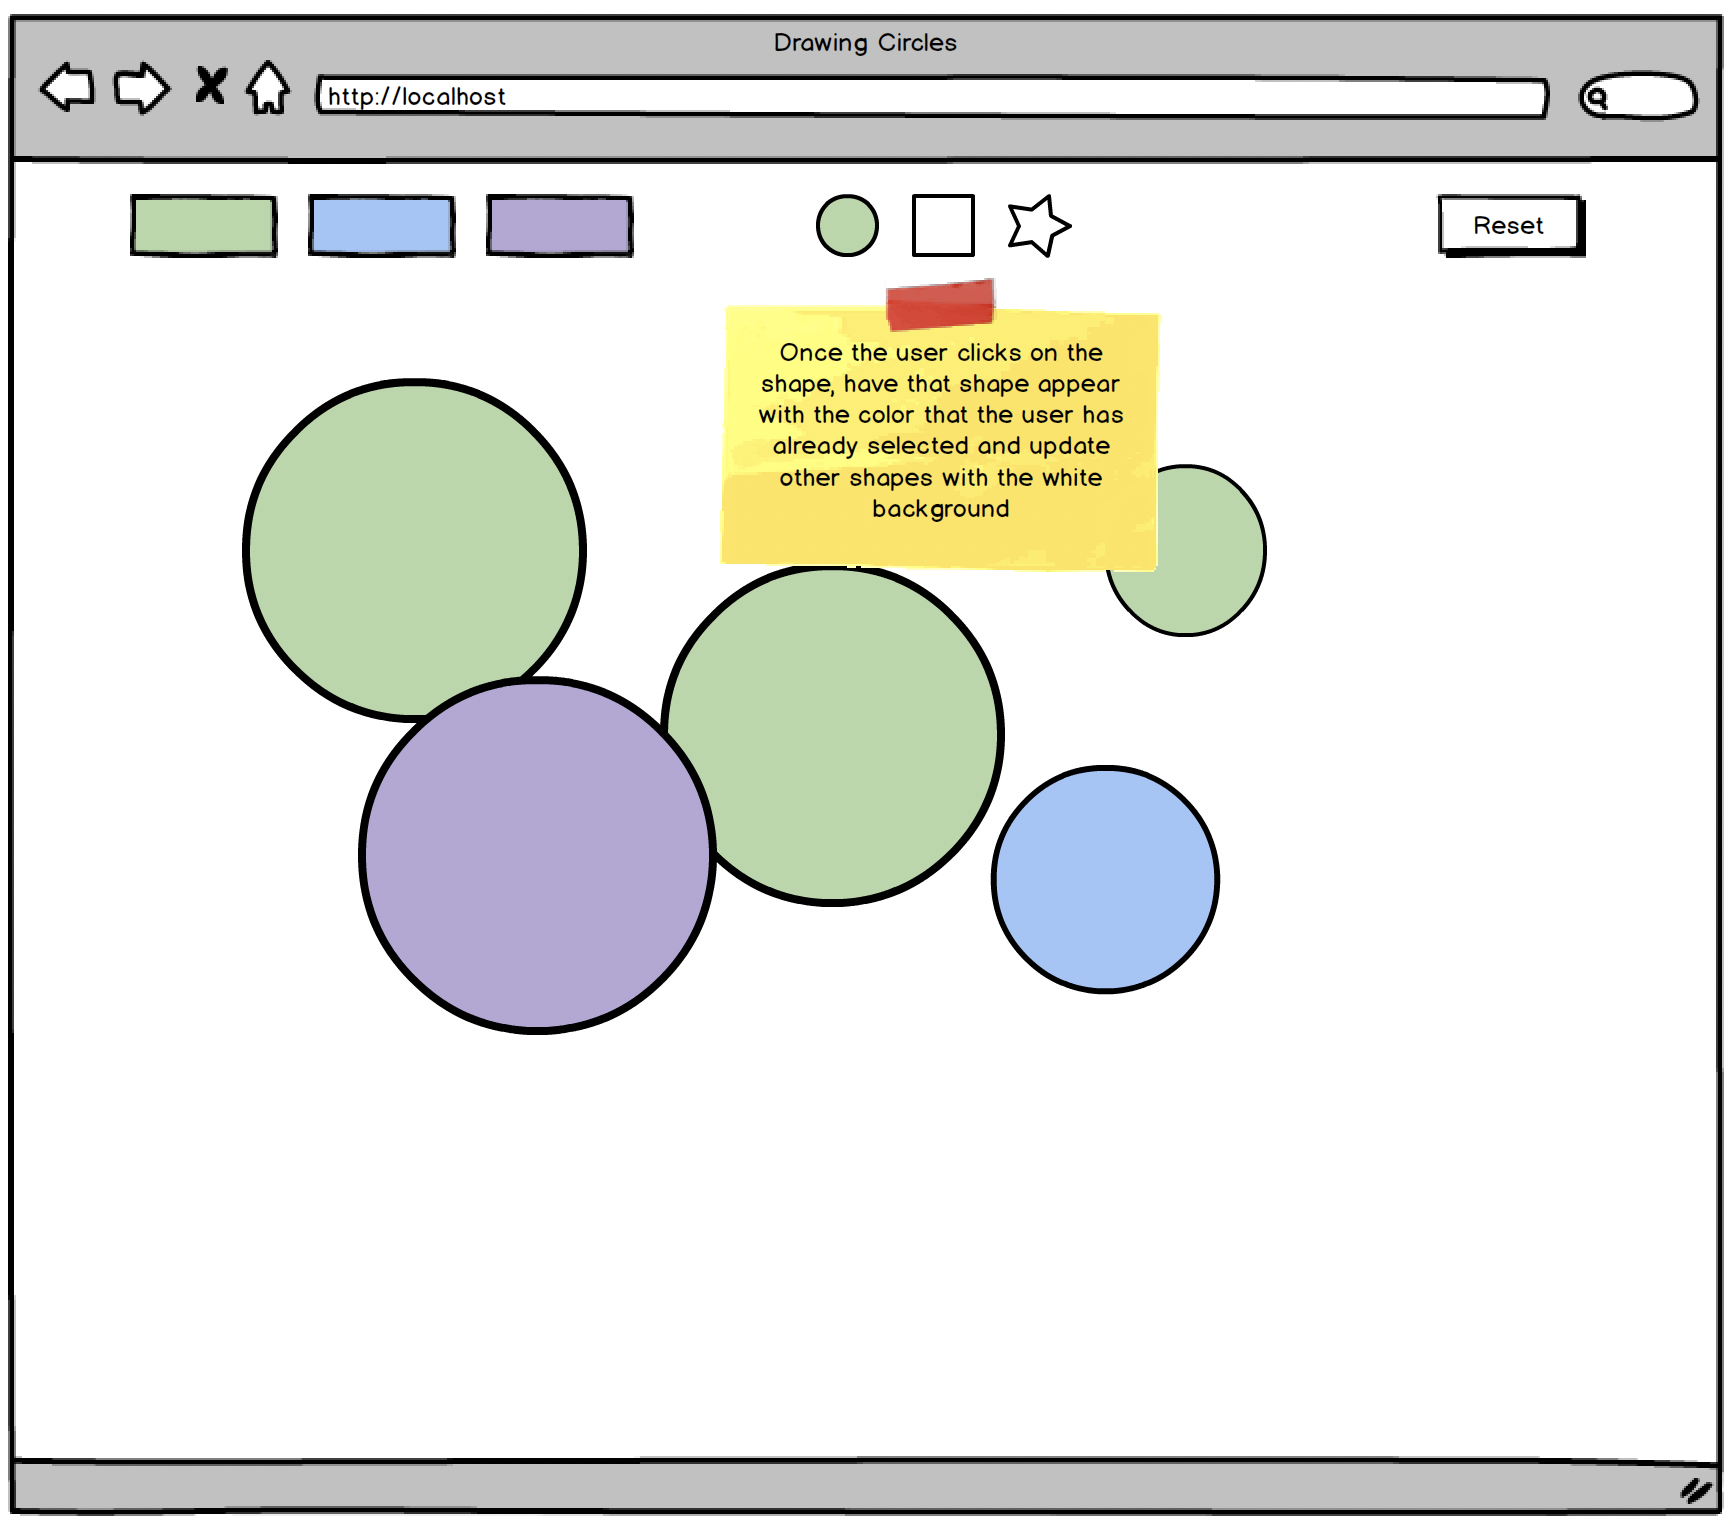 Drawing Circles
http://localhost
Reset
Once the user clicks on the
shape, have that shape appear
with the color that the user has
already selected and update
other shapes with the white
background